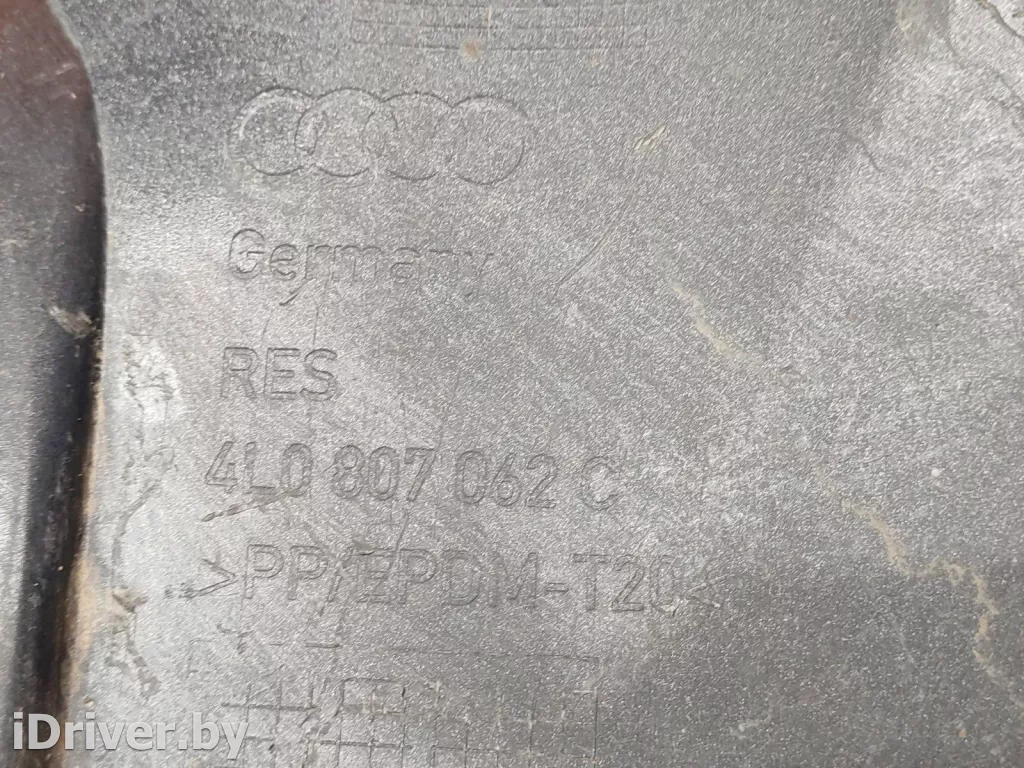 Germany
RES
4L0 807 062 C
>PP/EPDM-T20<
iDriver.by